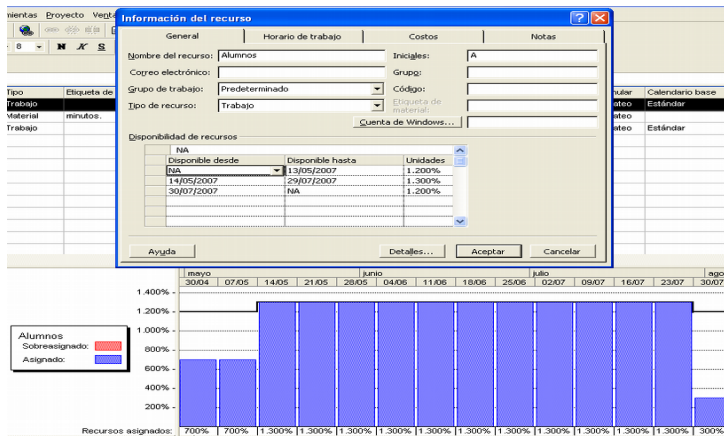 mientas Proyecto Venta
8 N K S
Información del recurso
General Horario de trabajo Costos Notas
Nombre del recurso: Alumnos Iniciales: A
Correo electrónico: Grupo:
Grupo de trabajo: Predeterminado Código:
Tipo de recurso: Trabajo Etiqueta de material:
Cuenta de Windows...
Disponibilidad de recursos
NA
Disponible desde Disponible hasta Unidades
NA 13/05/2007 1.200%
14/05/2007 29/07/2007 1.300%
30/07/2007 NA 1.200%
Ayuda Detalles... Aceptar Cancelar
Tipo Etiqueta de nular Calendario base
Trabajo ateo Estándar
Material minutos. ateo
Trabajo ateo Estándar
mayo junio julio ago
30/04 07/05 14/05 21/05 28/05 04/06 11/06 18/06 25/06 02/07 09/07 16/07 23/07 30/07
1.400%
1.200%
1.000%
800%
600%
400%
200%
Alumnos
Sobreasignado:
Asignado:
Recursos asignados: 700% 700% 1.300% 1.300% 1.300% 1.300% 1.300% 1.300% 1.300% 1.300% 1.300% 1.300% 1.300% 300%